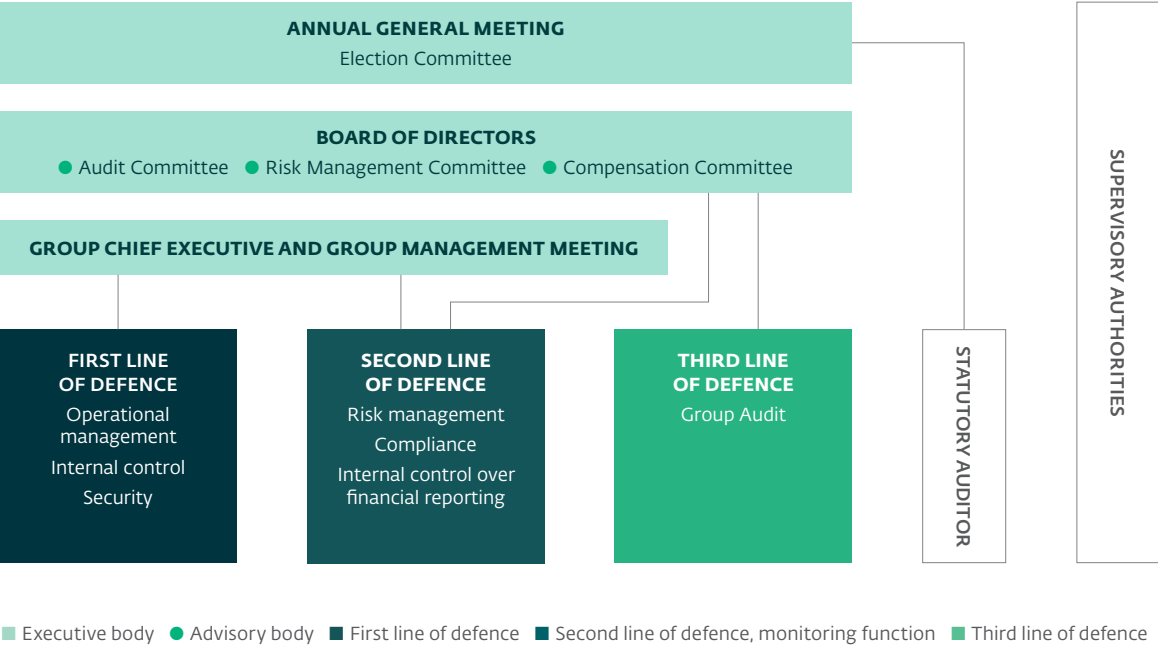 ANNUAL GENERAL MEETING
Election Committee
BOARD OF DIRECTORS
Audit Committee Risk Management Committee Compensation Committee
GROUP CHIEF EXECUTIVE AND GROUP MANAGEMENT MEETING
FIRST LINE
OF DEFENCE
Operational
management
Internal control
Security
SECOND LINE
OF DEFENCE
Risk management
Compliance
Internal control over
financial reporting
THIRD LINE
OF DEFENCE
Group Audit
STATUTORY AUDITOR
SUPERVISORY AUTHORITIES
Executive body Advisory body First line of defence Second line of defence, monitoring function Third line of defence